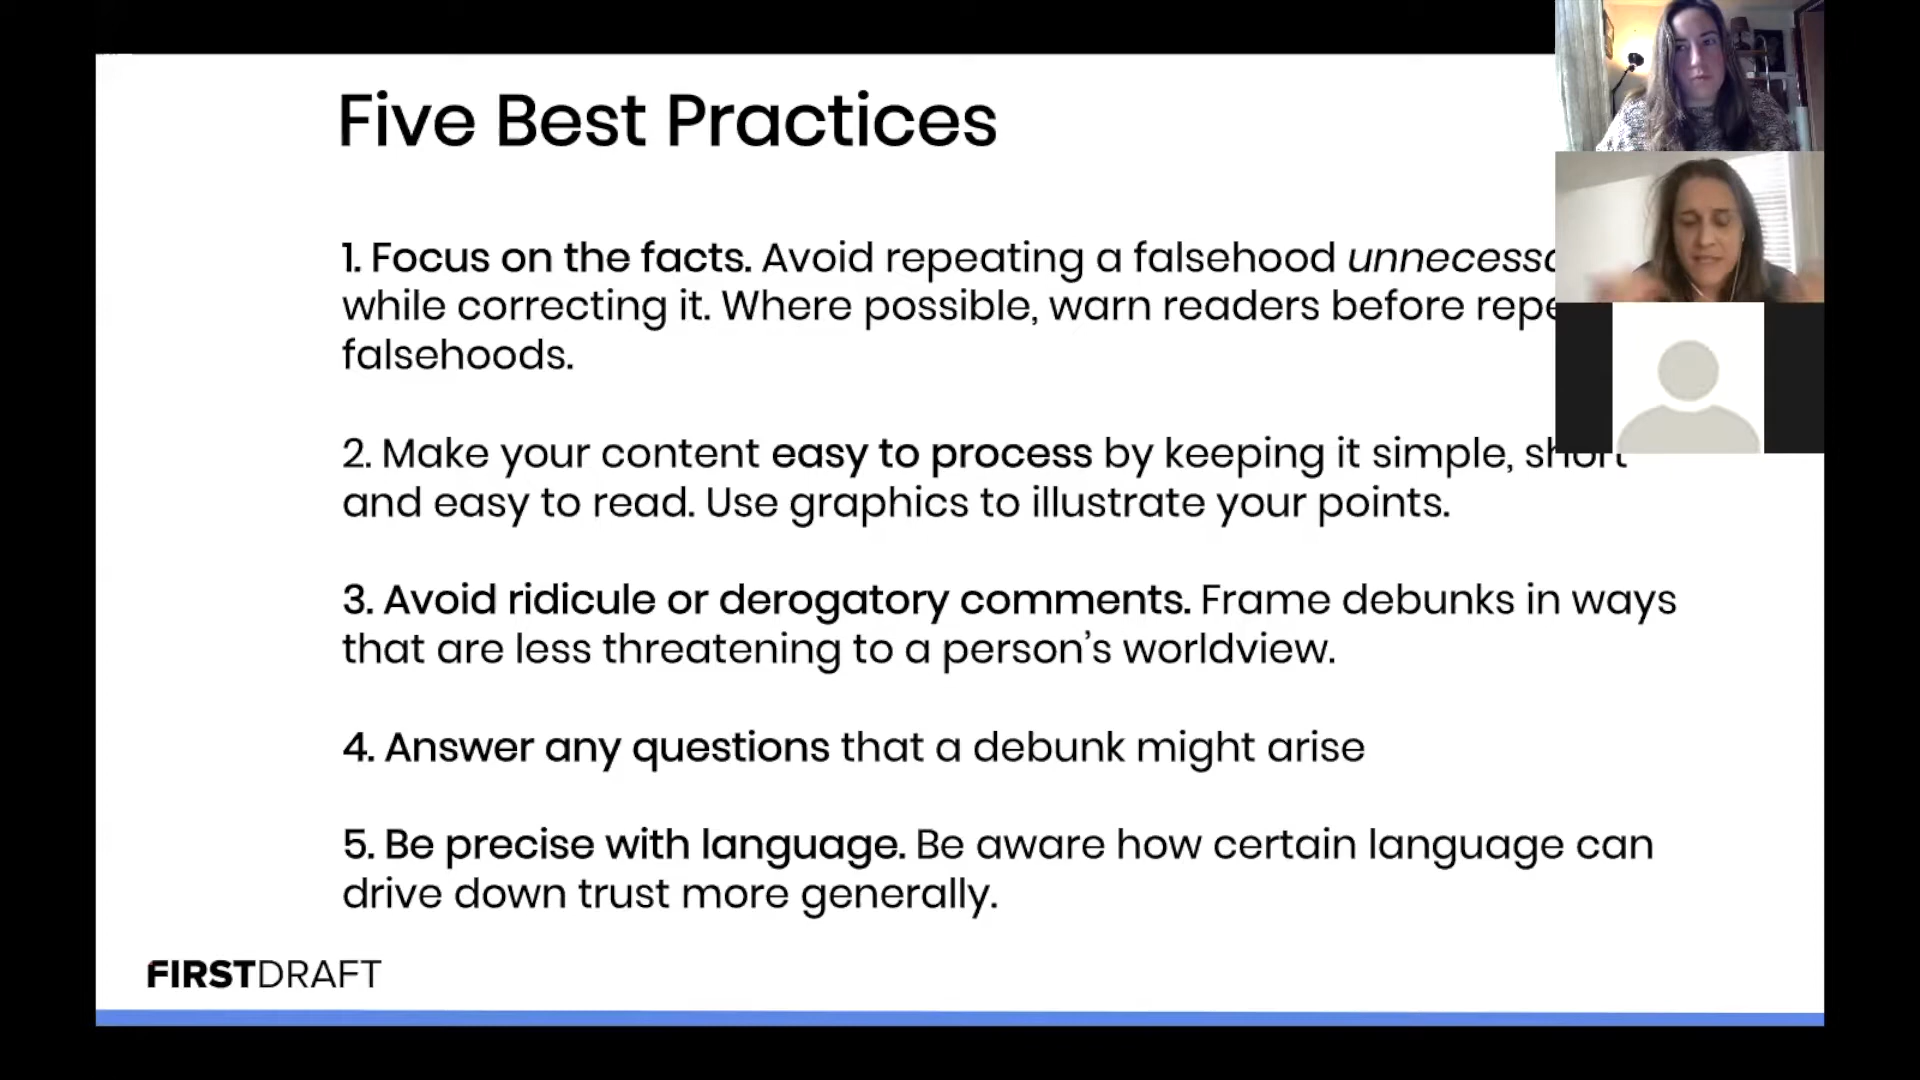 Five Best Practices
1. Focus on the facts. Avoid repeating a falsehood
while correcting it. Where possible, warn readers before
falsehoods.
2. Make your content easy to process by keeping it simple, short
and easy to read. Use graphics to illustrate your points.
3. Avoid ridicule or derogatory comments. Frame debunks in ways
that are less threatening to a person's worldview.
4. Answer any questions that a debunk might arise
5. Be precise with language. Be aware how certain language can
drive down trust more generally.
FIRSTDRAFT